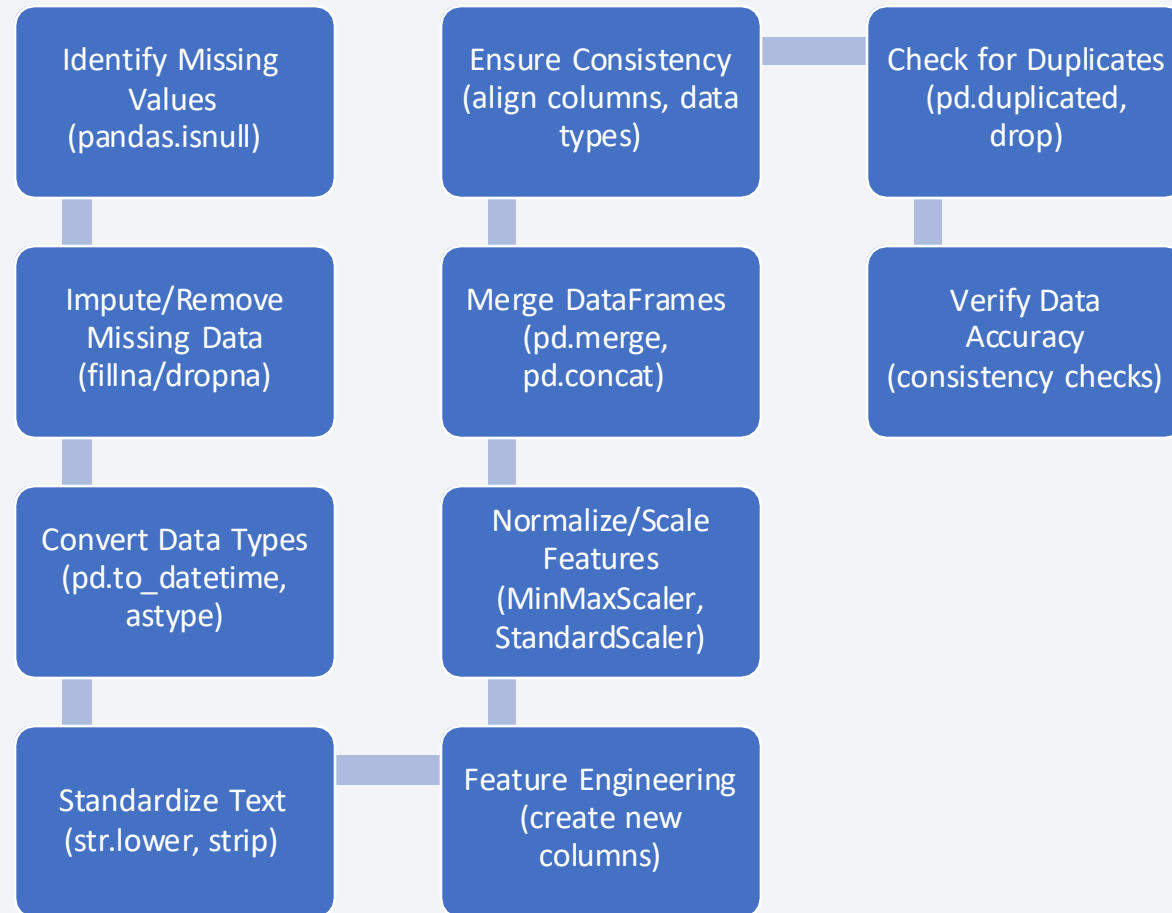 Identify Missing
Values
(pandas.isnull)
Impute/Remove
Missing Data
(fillna/dropna)
Convert Data Types
(pd.to_datetime,
astype)
Standardize Text
(str.lower, strip)
Feature Engineering
(create new
columns)
Normalize/Scale
Features
(MinMaxScaler,
StandardScaler)
Merge DataFrames
(pd.merge,
pd.concat)
Ensure Consistency
(align columns, data
types)
Check for Duplicates
(pd.duplicated,
drop)
Verify Data
Accuracy
(consistency checks)